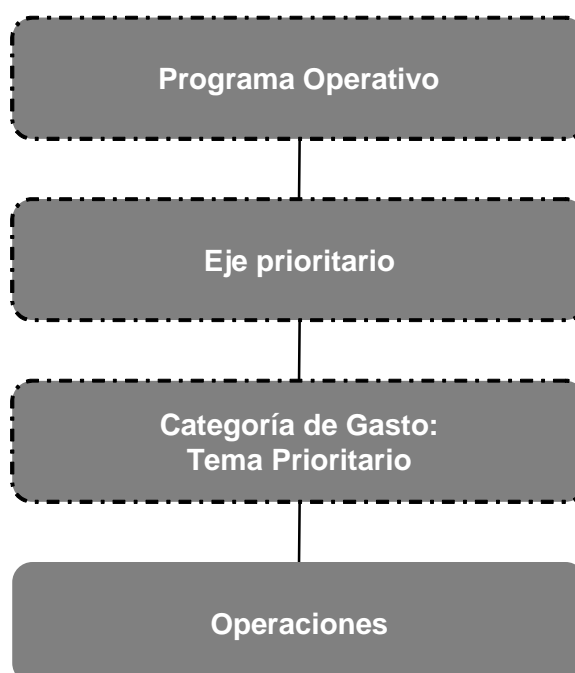 Programa Operativo
Eje prioritario
Categoría de Gasto:
Tema Prioritario
Operaciones